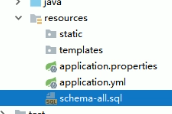 java
resources
static
templates
application.properties
application.yml
schema-all.sql
test